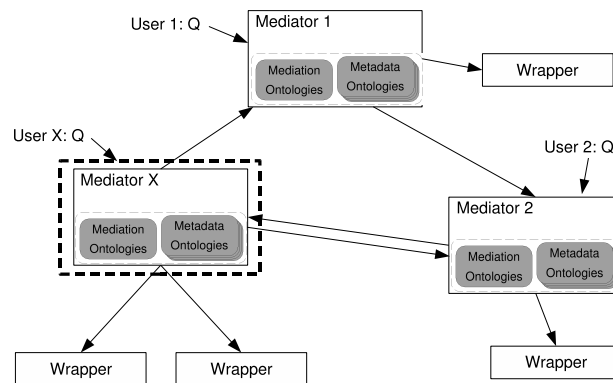 User 1: Q
Mediator 1
Mediation
Ontologies
Metadata
Ontologies
Wrapper
User X: Q
Mediator X
Mediation
Ontologies
Metadata
Ontologies
User 2: Q
Mediator 2
Mediation
Ontologies
Metadata
Ontologies
Wrapper
Wrapper
Wrapper